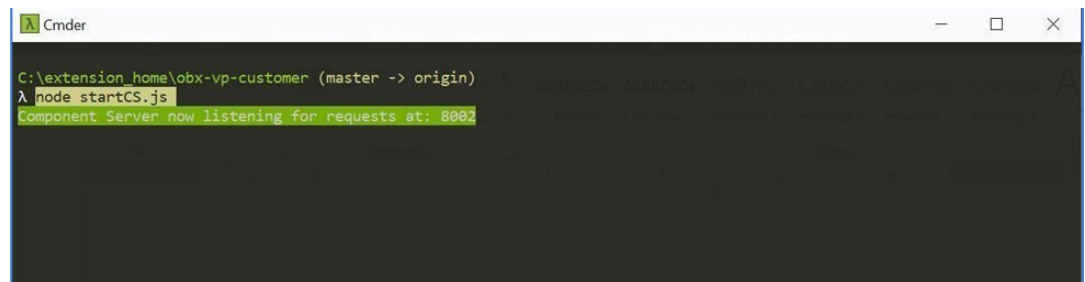 λ Cmder
C:\extension_home\obx-vp-customer (master -> origin)
λ node startCS.js
Component Server now listening for requests at: 8002